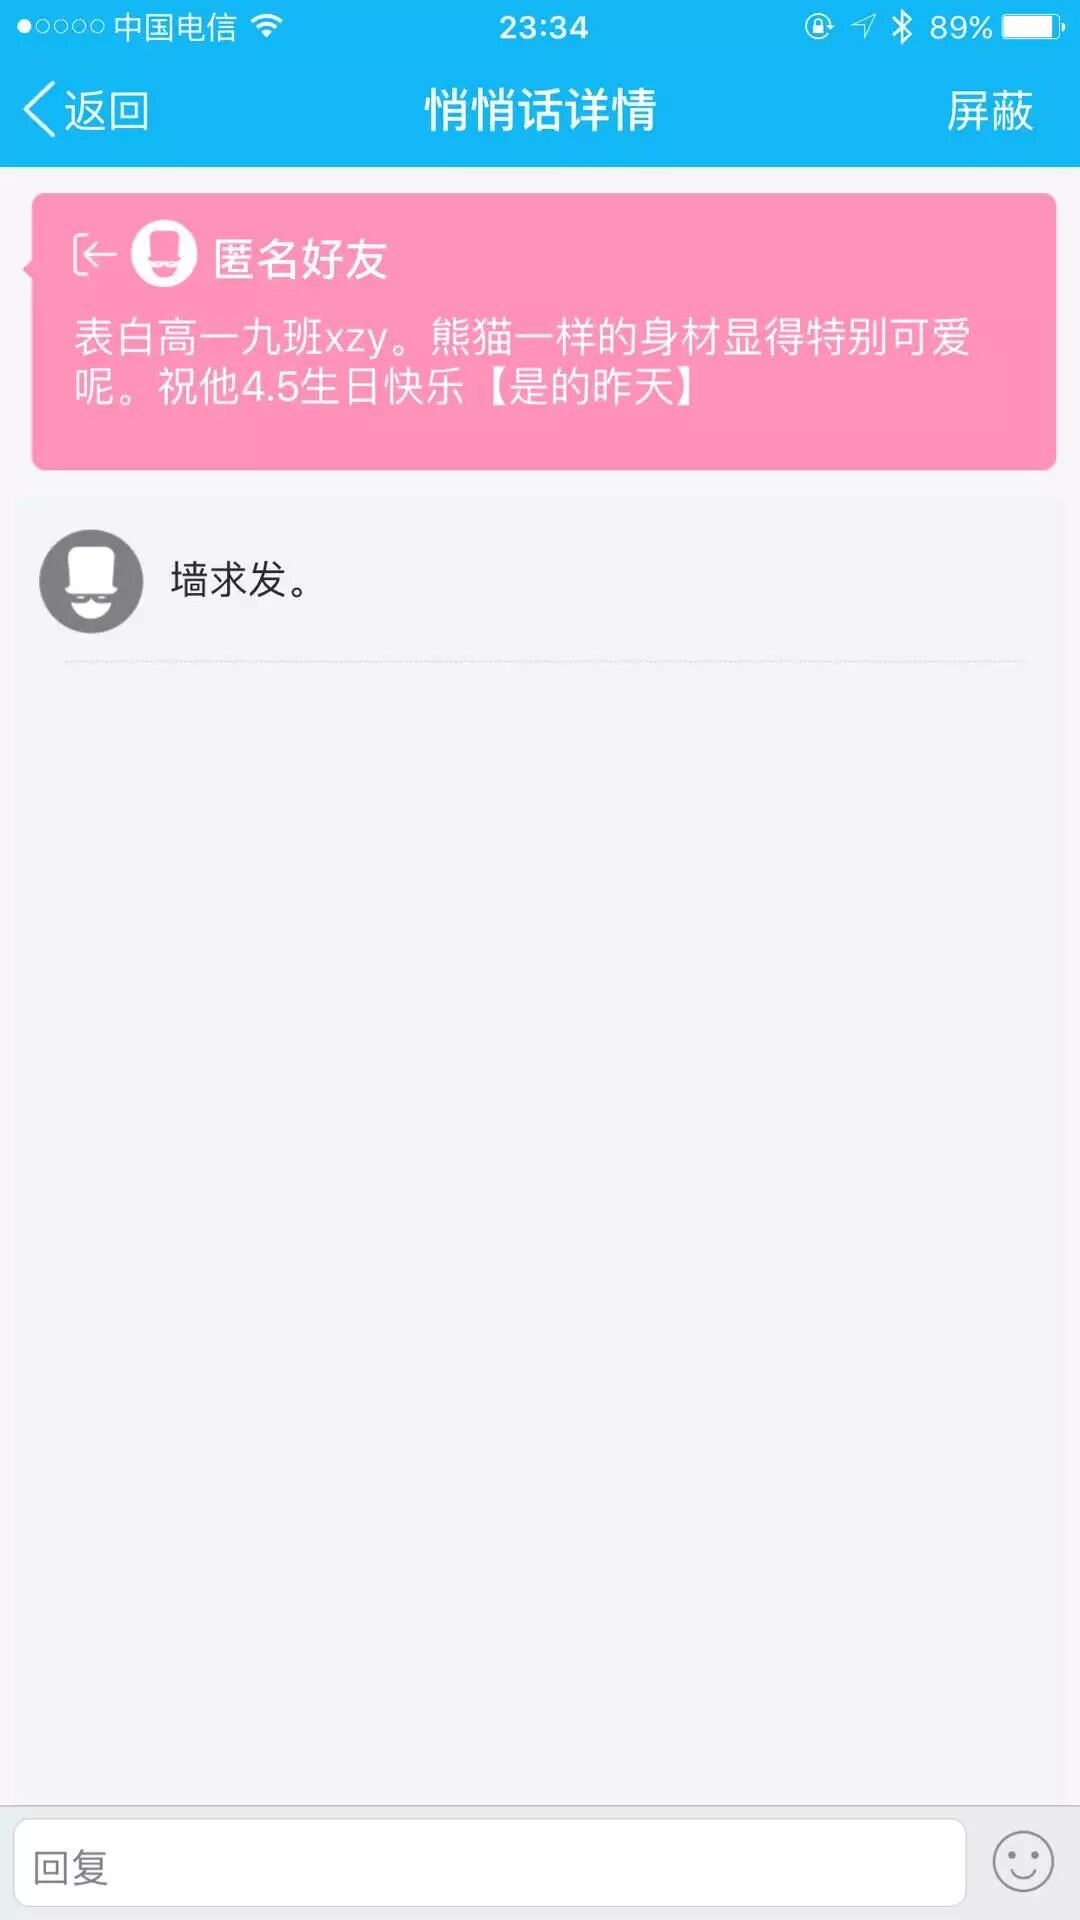 中国电信 23:34 89%
返回 悄悄话详情 屏蔽
匿名好友
表白高一九班xzy。熊猫一样的身材显得特别可爱
呢。祝他4.5生日快乐【是的昨天】
墙求发。
回复